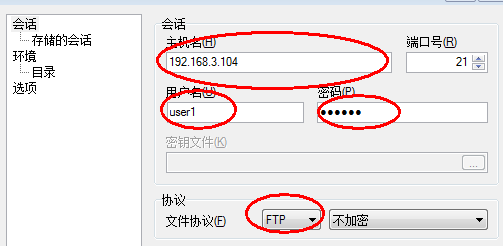 会话
存储的会话
环境
目录
选项
会话
主机名(H) 端口号(R)
192.168.3.104 21
用户名(U) 密码(P)
user1 ●●●●●●
密钥文件(K)
...
协议
文件协议(F) FTP 不加密